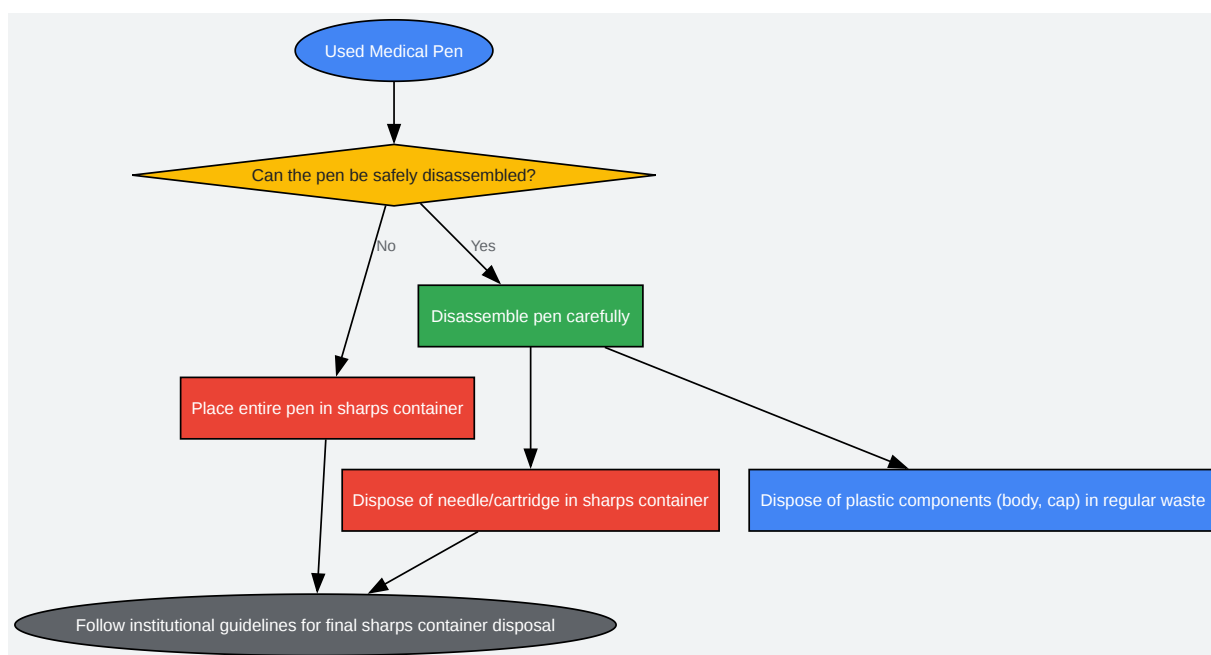 Used Medical Pen
Can the pen be safely disassembled?
No
Yes
Disassemble pen carefully
Place entire pen in sharps container
Dispose of needle/cartridge in sharps container
Dispose of plastic components (body, cap) in regular waste
Follow institutional guidelines for final sharps container disposal